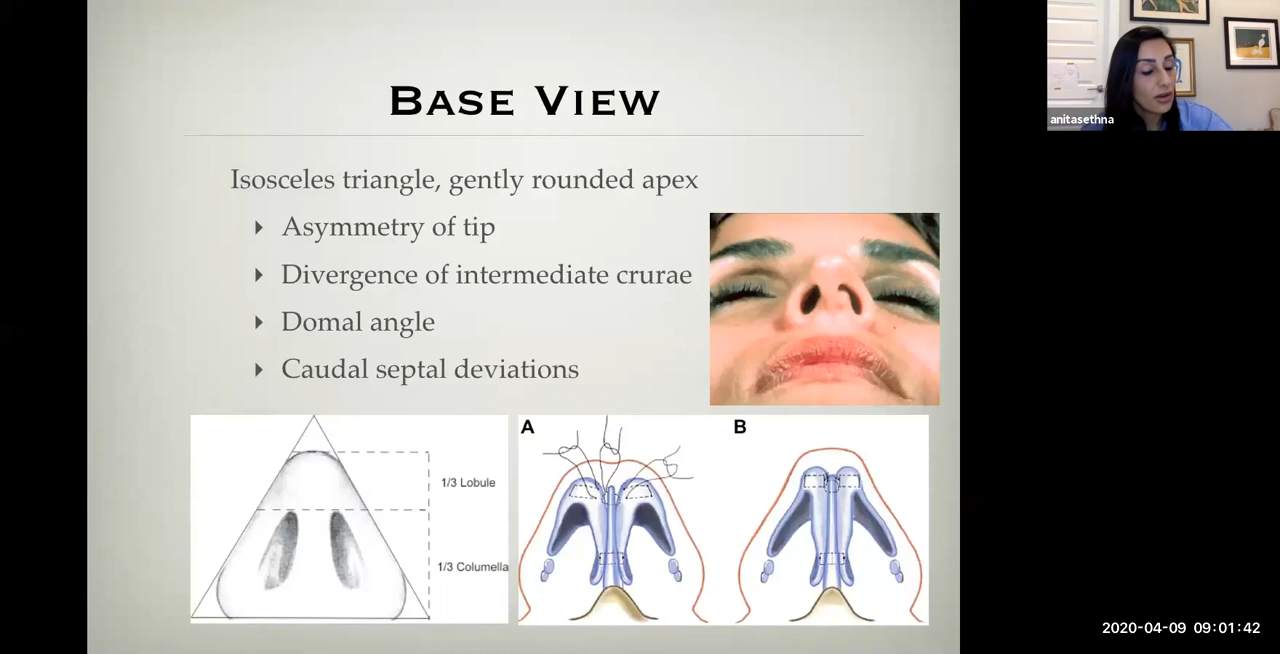 BASE VIEW
anitasethna
Isosceles triangle, gently rounded apex
Asymmetry of tip
Divergence of intermediate crurae
Domal angle
Caudal septal deviations
A
B
1/3 Lobule
1/3 Columella
2020-04-09 09:01:42